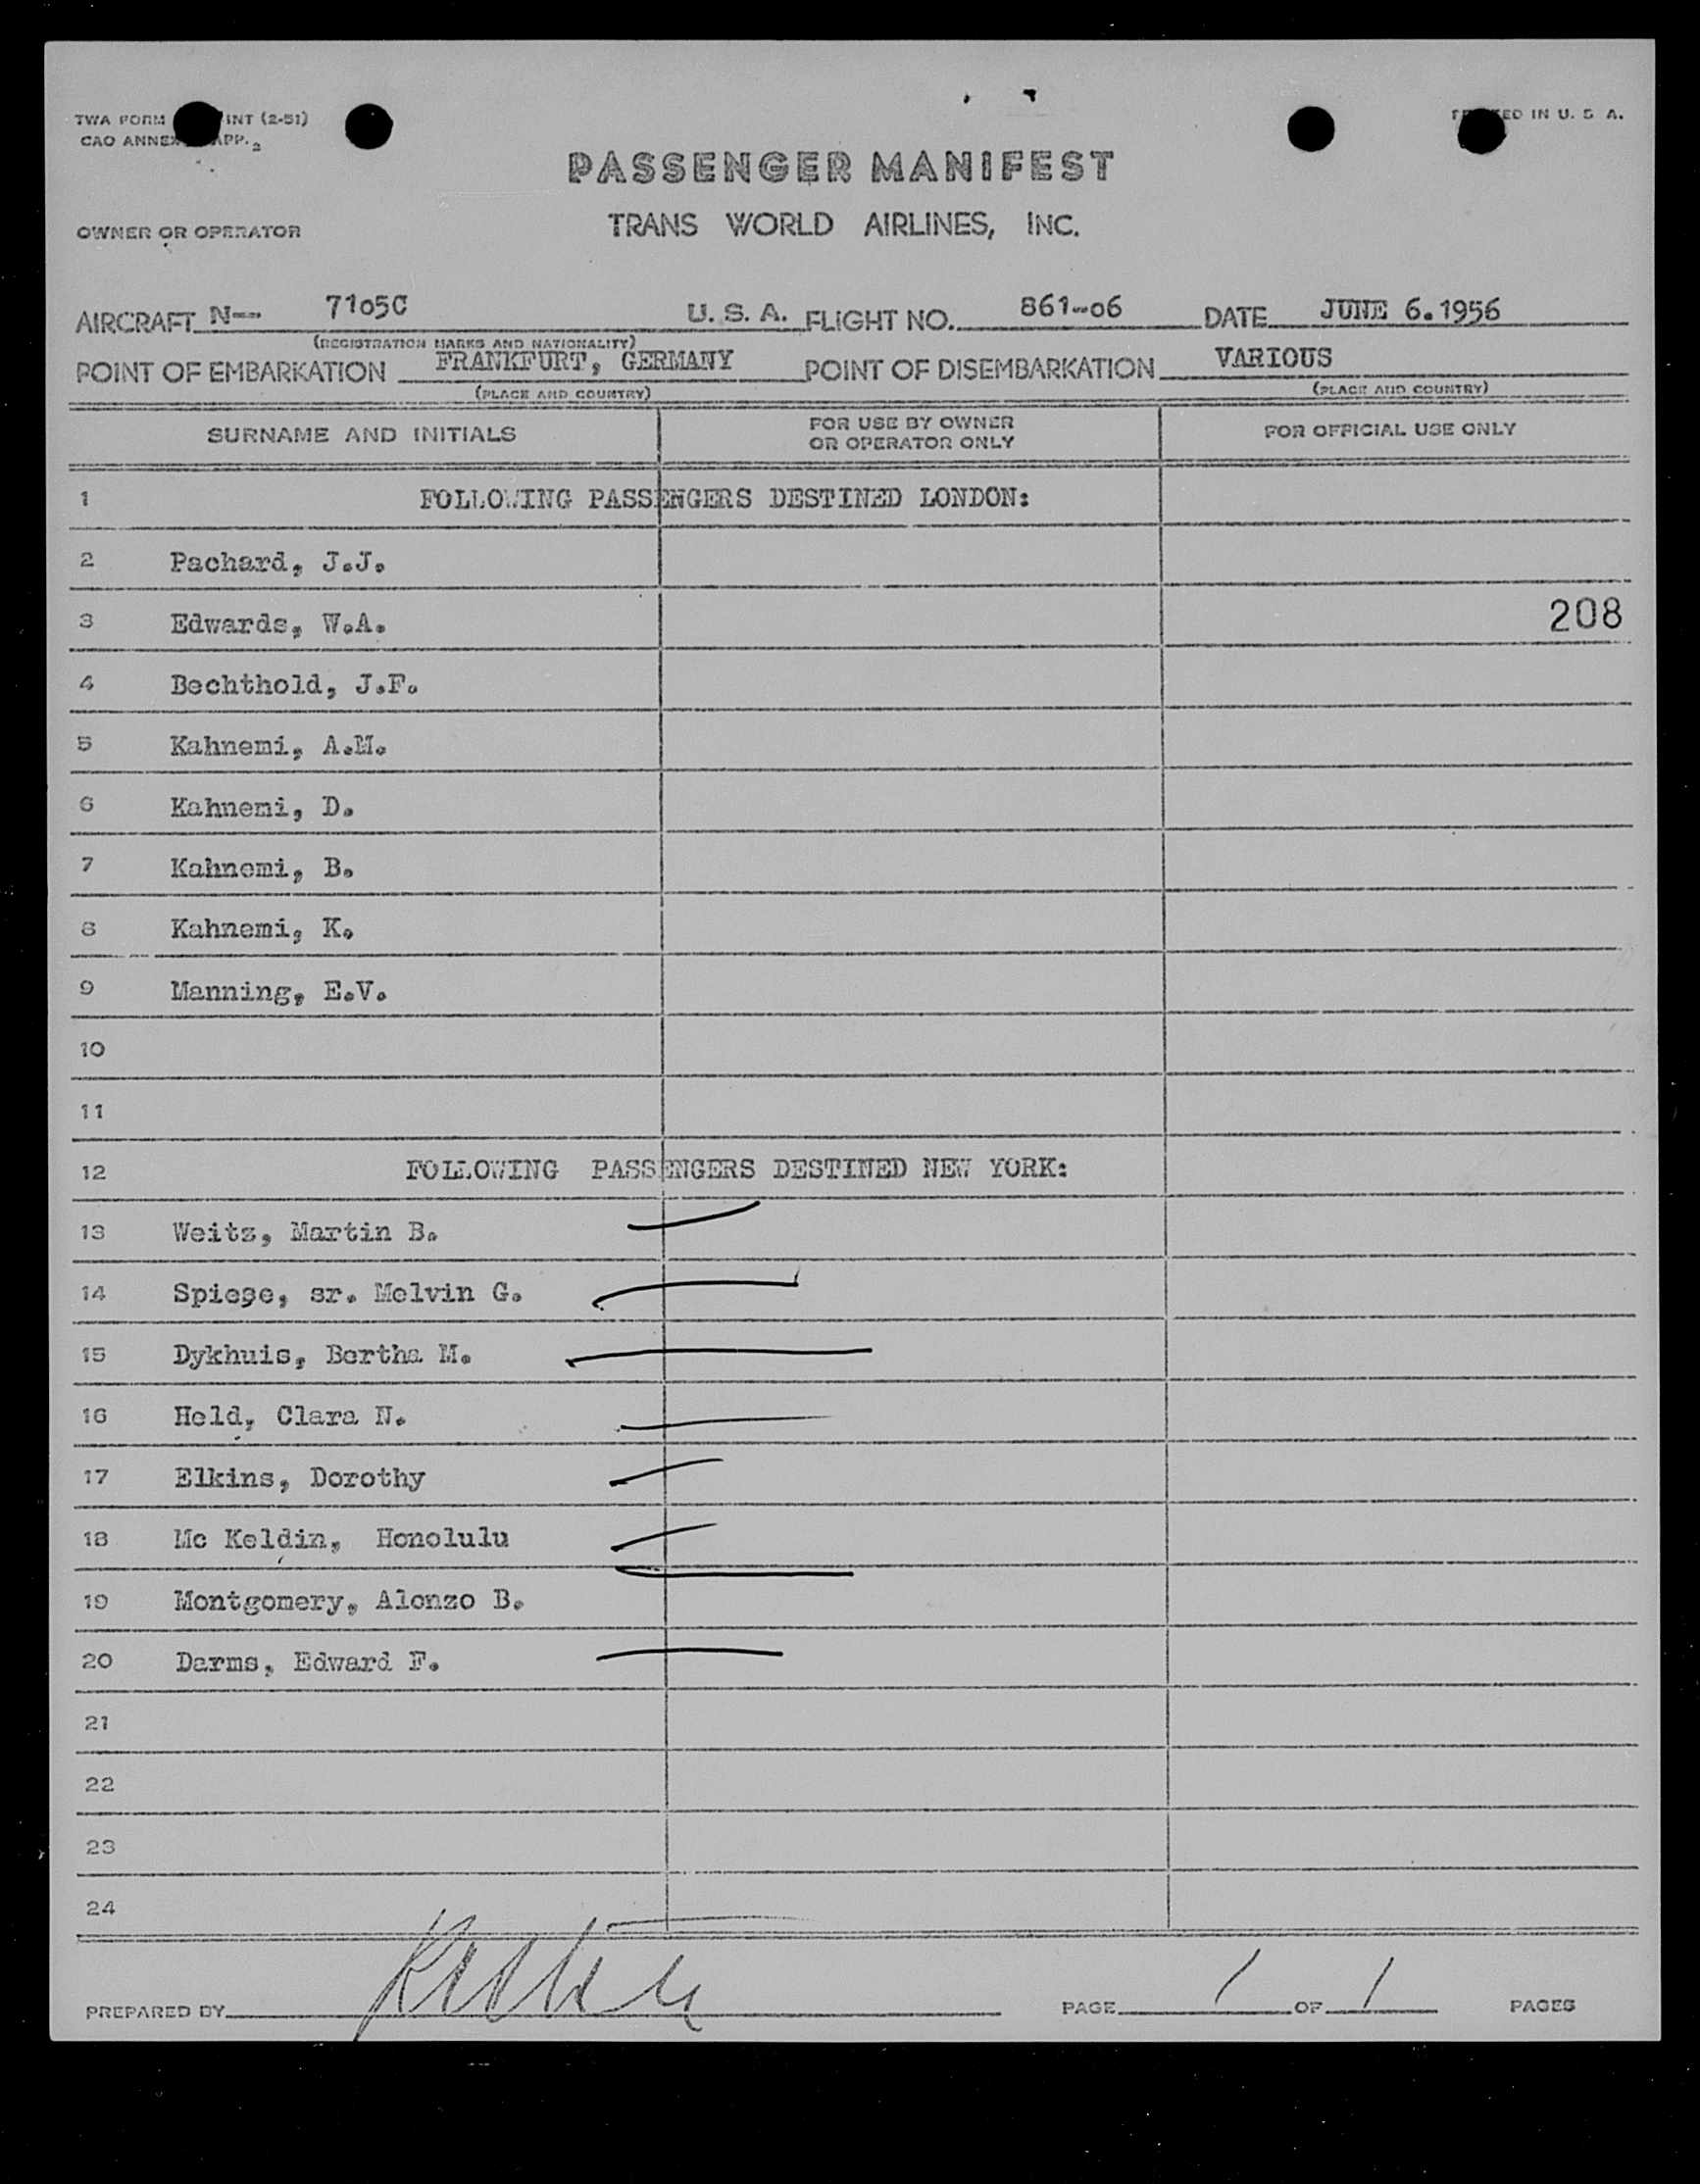 TWA FORM INT (2-51)
PRINTED IN U. S. A.
CAO ANNEX APP. 2
PASSENGER MANIFEST
OWNER OR OPERATOR
TRANS WORLD AIRLINES, INC.
AIRCRAFT N-- 7105C U. S. A. FLIGHT NO. 861-06 DATE JUNE 6.1956
(REGISTRATION MARKS AND NATIONALITY)
POINT OF EMBARKATION FRANKFURT, GERMANY POINT OF DISEMBARKATION VARIOUS
(PLACE AND COUNTRY) (PLACE AND COUNTRY)
SURNAME AND INITIALS FOR USE BY OWNER OR OPERATOR ONLY FOR OFFICIAL USE ONLY
1 FOLLOWING PASSENGERS DESTINED LONDON:
2 Pachard, J.J.
3 Edwards, W.A. 208
4 Bechthold, J.F.
5 Kahnemi, A.M.
6 Kahnemi, D.
7 Kahnemi, B.
8 Kahnemi, K.
9 Manning, E.V.
10
11
12 FOLLOWING PASSENGERS DESTINED NEW YORK:
13 Weitz, Martin B.
14 Spiege, sr. Melvin G.
15 Dykhuis, Bertha M.
16 Held, Clara N.
17 Elkins, Dorothy
18 Mc Keldin, Honolulu
19 Montgomery, Alonzo B.
20 Darms, Edward F.
21
22
23
24
PREPARED BY PAGE 1 OF 1 PAGES